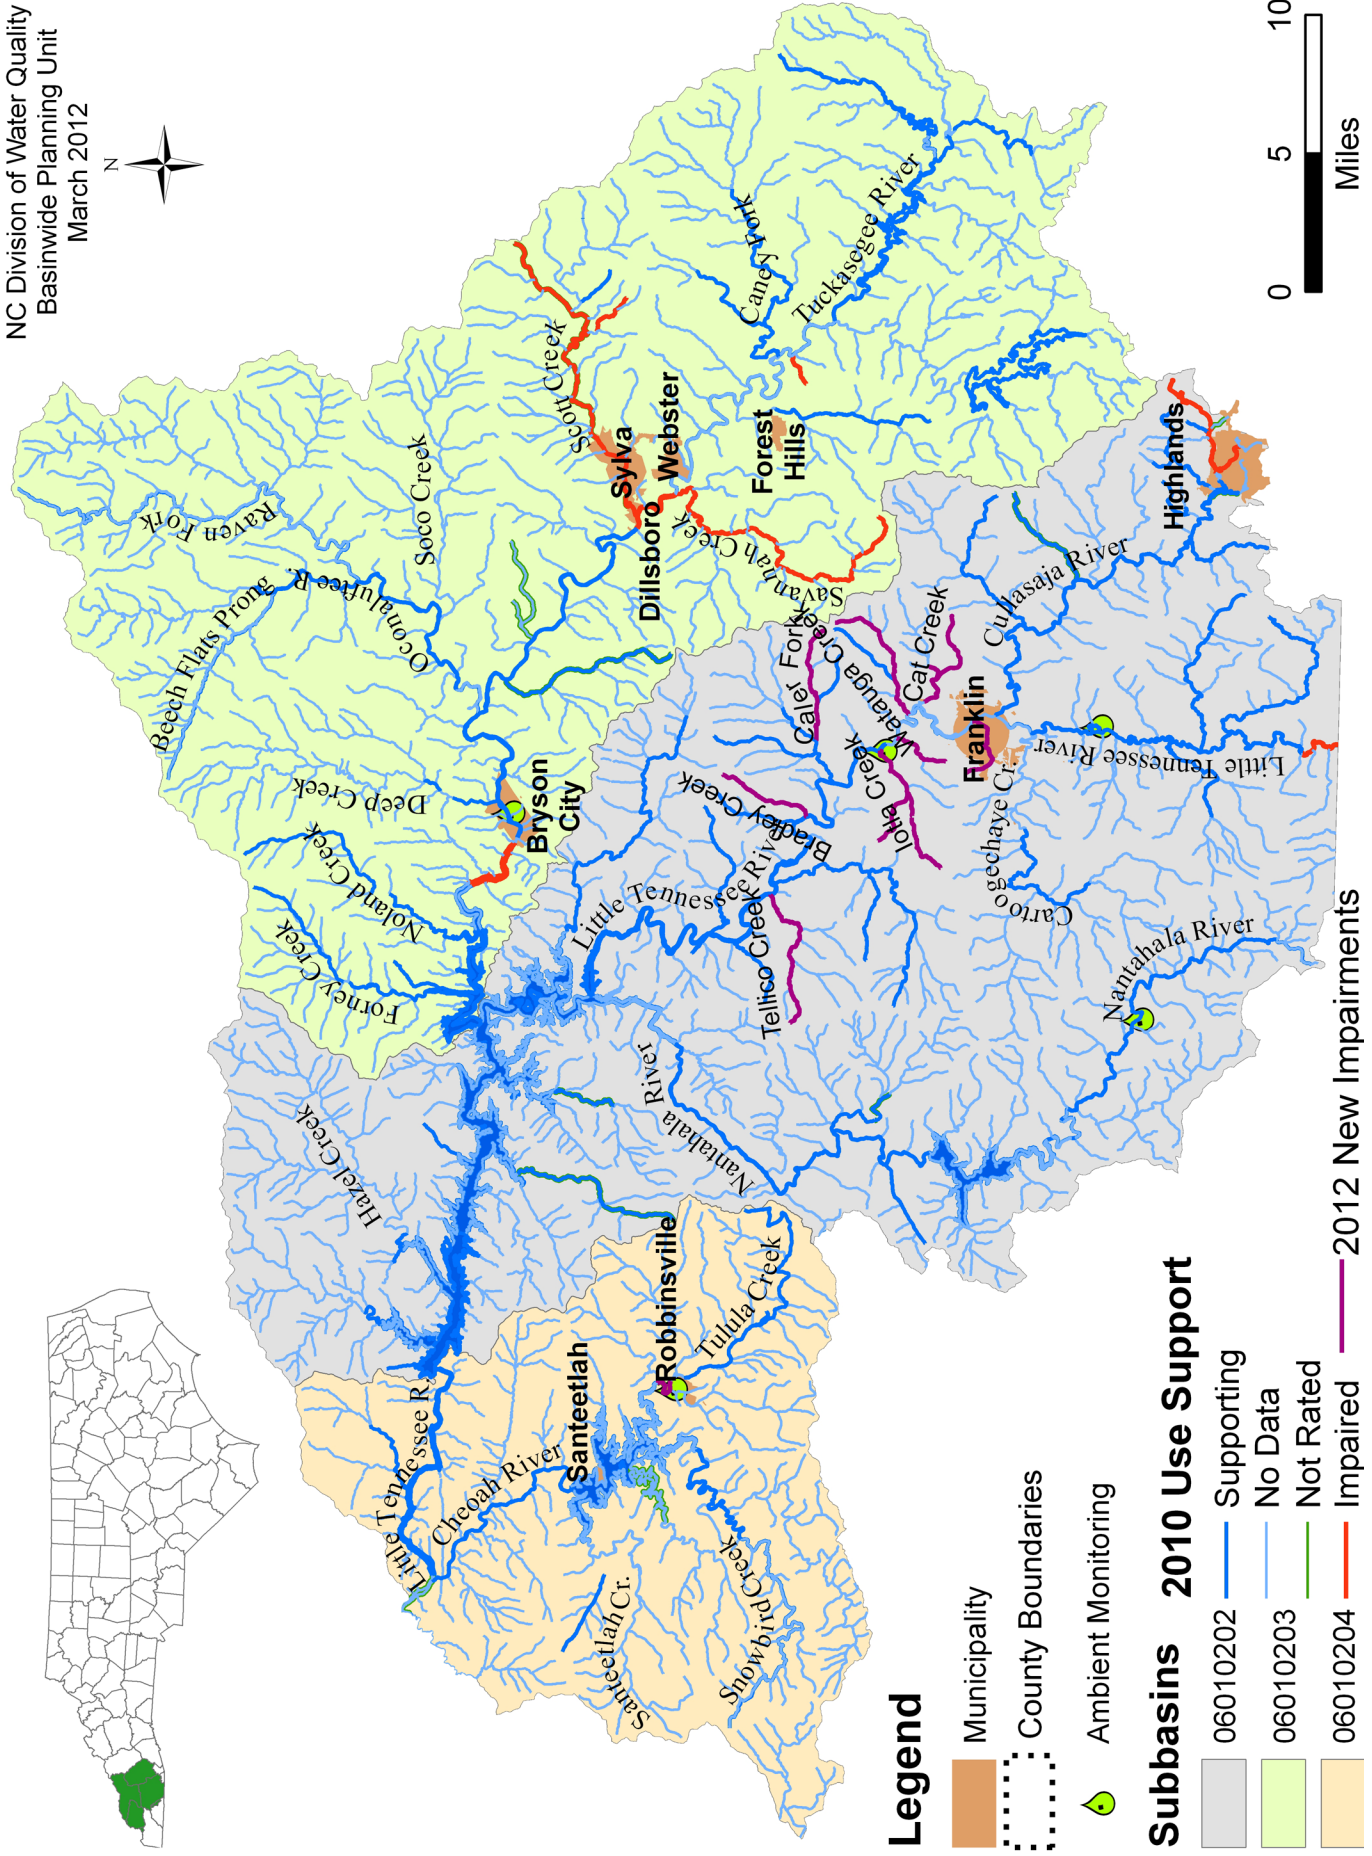 NC Division of Water Quality
Basinwide Planning Unit
March 2012
N
Raven Fork
Beech Flats Prong
Oconaluftee R.
Soco Creek
Deep Creek
Noland Creek
Forney Creek
Hazel Creek
Bryson
City
Scott Creek
Sylva
Webster
Dillsboro
Savannah Creek
Forest
Hills
Caney Fork
Tuckasegee River
Highlands
Cullasaja River
Caler Fork
Watauga Creek
Cat Creek
Franklin
Iotla Creek
Bradley Creek
Little Tennessee River
Tellico Creek
Cartoogechaye Cr.
Little Tennessee River
Nantahala River
Nantahala River
Little Tennessee R.
Cheoah River
Santeetlah
Robbinsville
Tulula Creek
Santeetlah Cr.
Snowbird Creek
0 5 10
Miles
Legend
Municipality
County Boundaries
Ambient Monitoring
Subbasins
06010202
06010203
06010204
2010 Use Support
Supporting
No Data
Not Rated
Impaired
2012 New Impairments